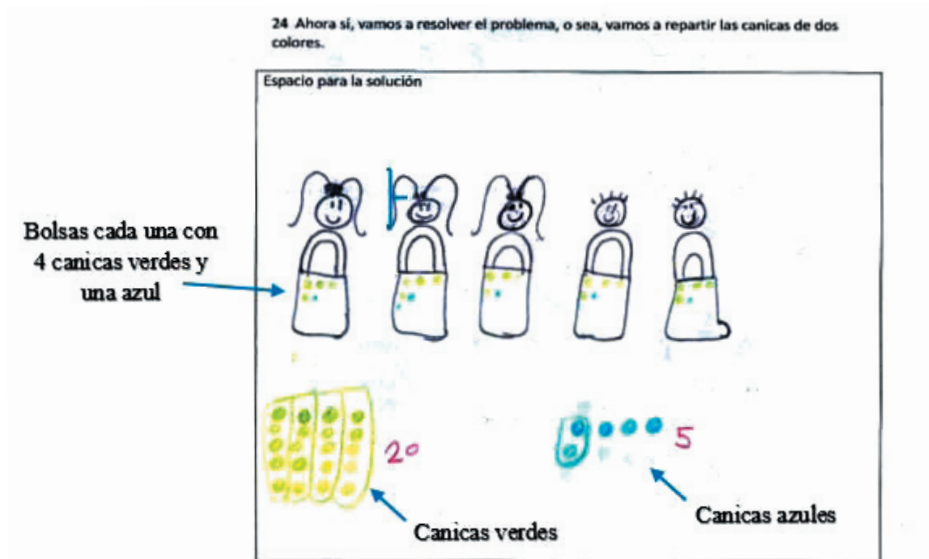 24 Ahora sí, vamos a resolver el problema, o sea, vamos a repartir las canicas de dos
colores.
Espacio para la solución
Bolsas cada una con
4 canicas verdes y
una azul
20
5
Canicas verdes
Canicas azules